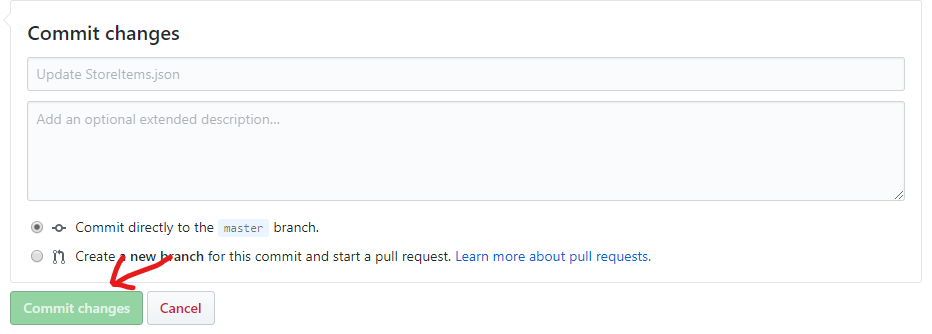 Commit changes
Update StoreItems.json
Add an optional extended description...
Commit directly to the master branch.
Create a new branch for this commit and start a pull request. Learn more about pull requests.
Commit changes Cancel